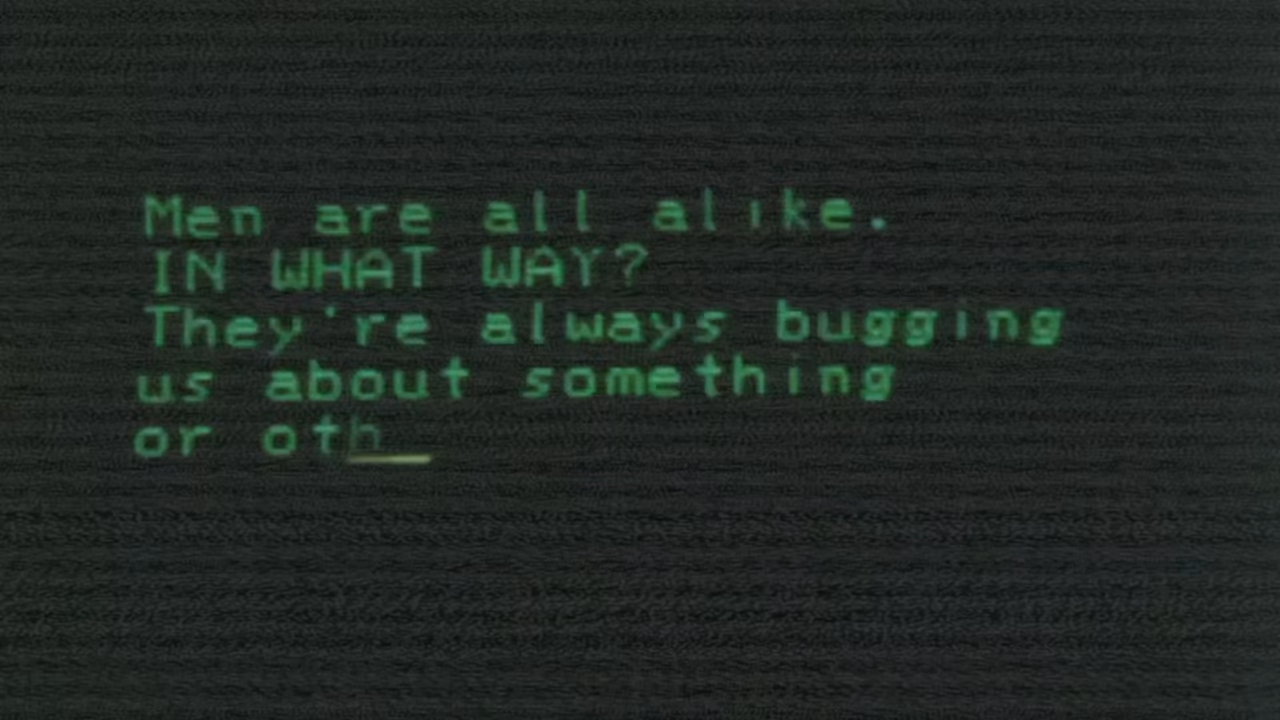 Men are all alike.
IN WHAT WAY?
They're always bugging
us about something
or oth